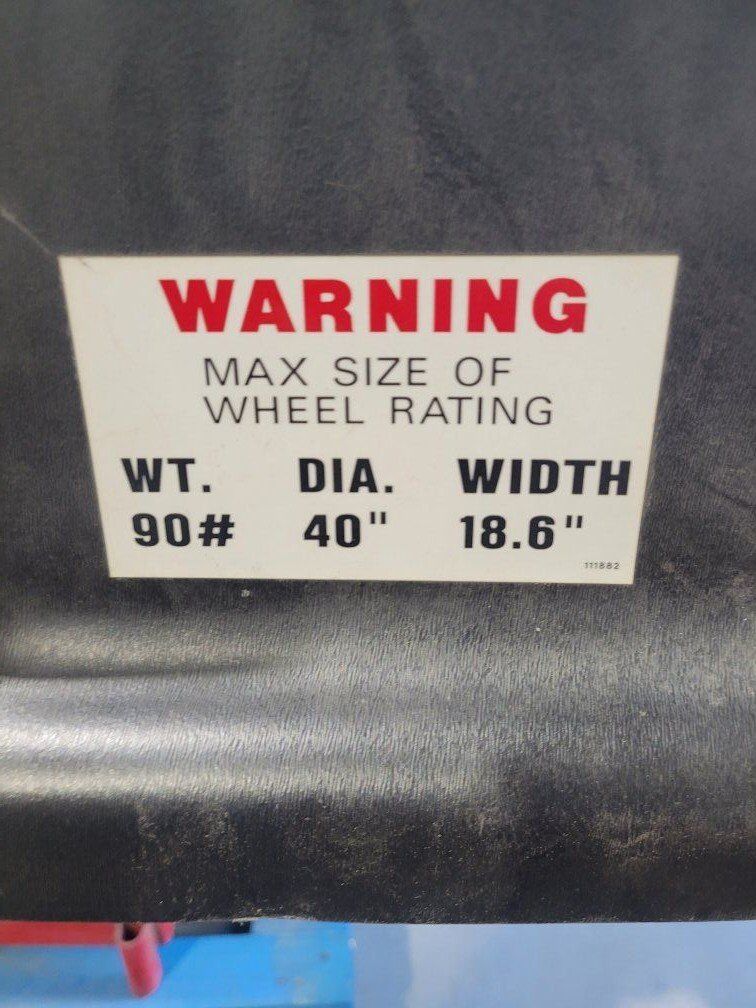 WARNING
MAX SIZE OF
WHEEL RATING
WT. DIA. WIDTH
90# 40" 18.6"
111882